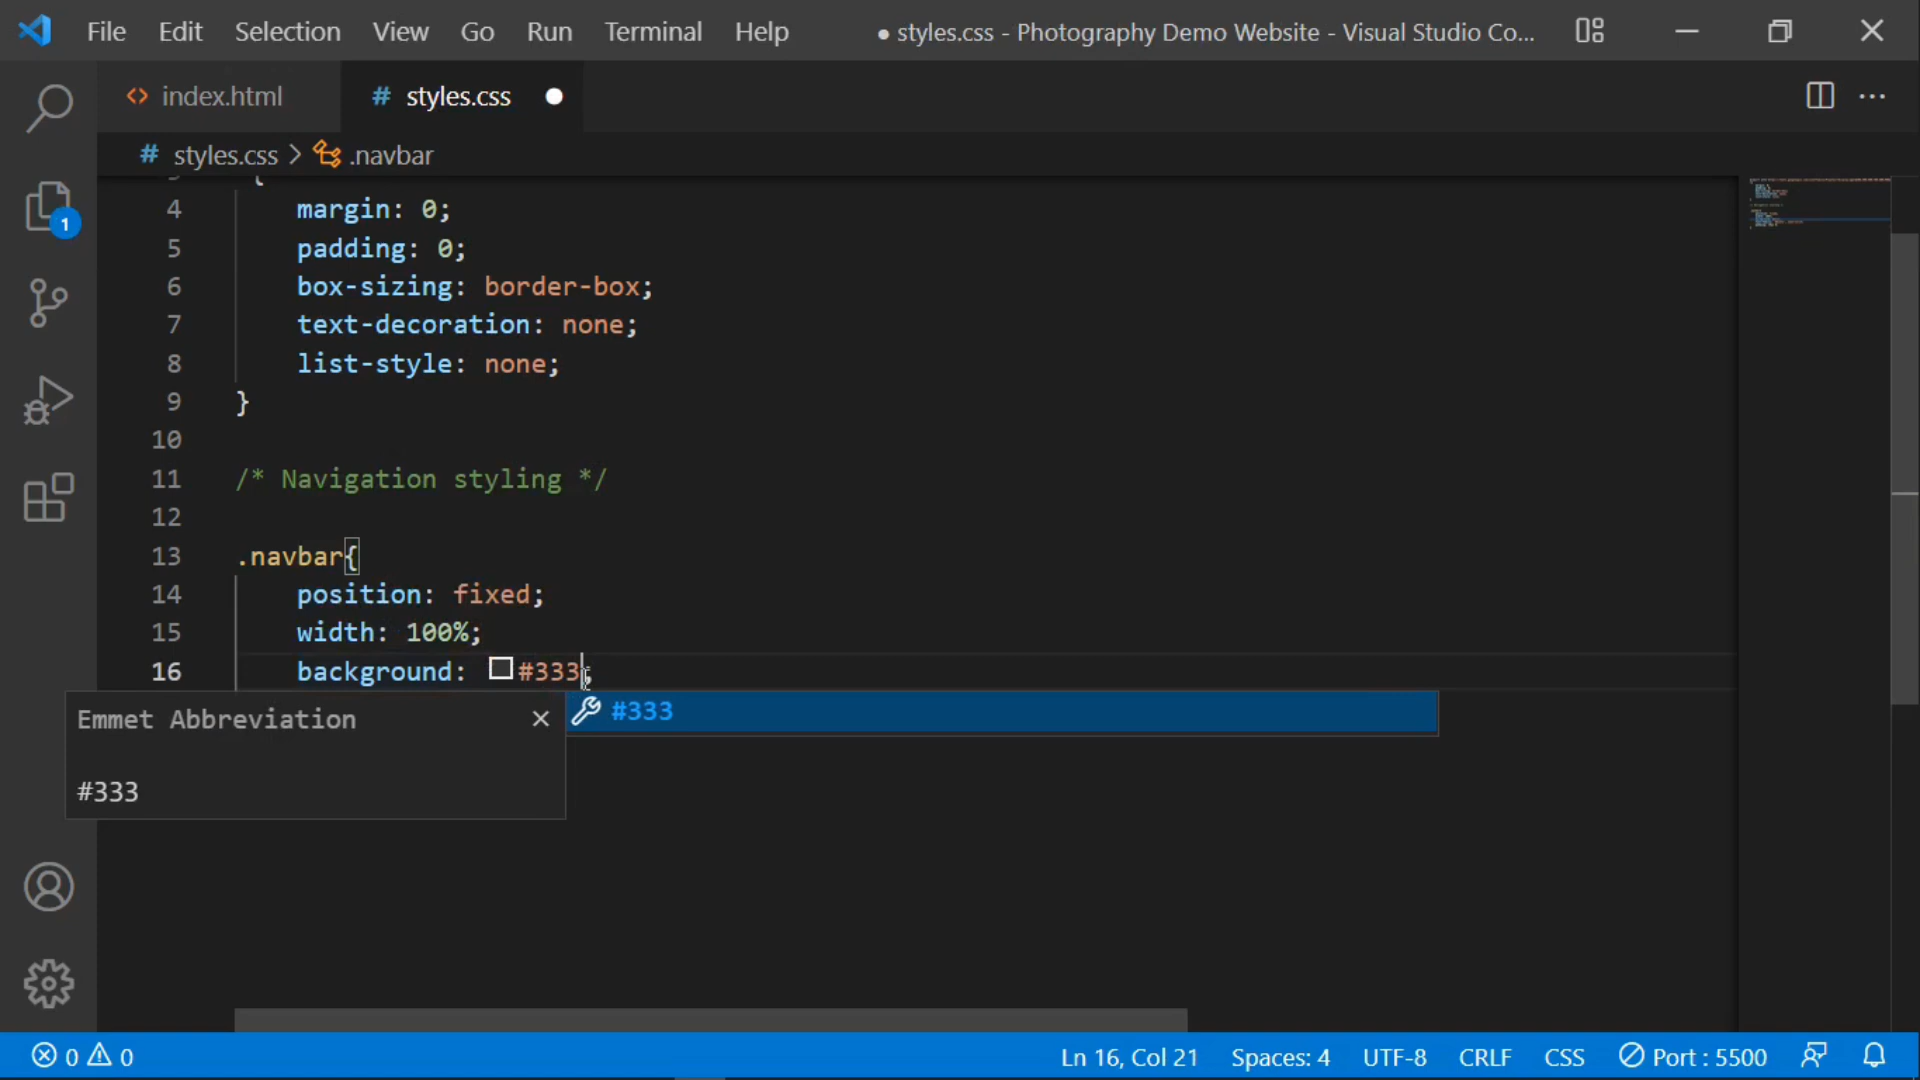 File Edit Selection View Go Run Terminal Help ● styles.css - Photography Demo Website - Visual Studio Co...
<> index.html # styles.css ●
# styles.css > .navbar
1
{
4 margin: 0;
5 padding: 0;
6 box-sizing: border-box;
7 text-decoration: none;
8 list-style: none;
9 }
10
11 /* Navigation styling */
12
13 .navbar{
14 position: fixed;
15 width: 100%;
16 background: #333;
Emmet Abbreviation
#333
#333
0 0 Ln 16, Col 21 Spaces: 4 UTF-8 CRLF CSS Port : 5500